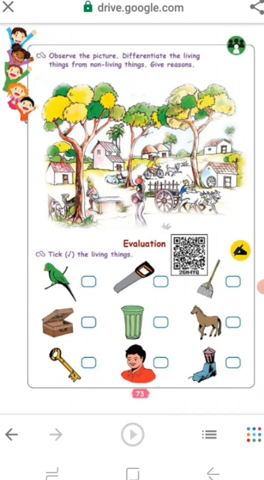 drive.google.com
Observe the picture. Differentiate the living
things from non-living things. Give reasons.
Evaluation
Tick (✓) the living things.
73